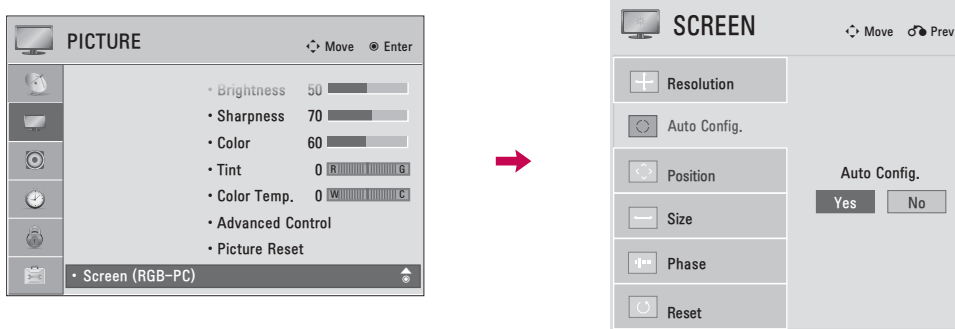 PICTURE
Move Enter
• Brightness 50
• Sharpness 70
• Color 60
• Tint 0 R G
• Color Temp. 0 W C
• Advanced Control
• Picture Reset
• Screen (RGB-PC)
SCREEN
Move Prev
Resolution
Auto Config.
Position
Size
Phase
Reset
Auto Config.
Yes No